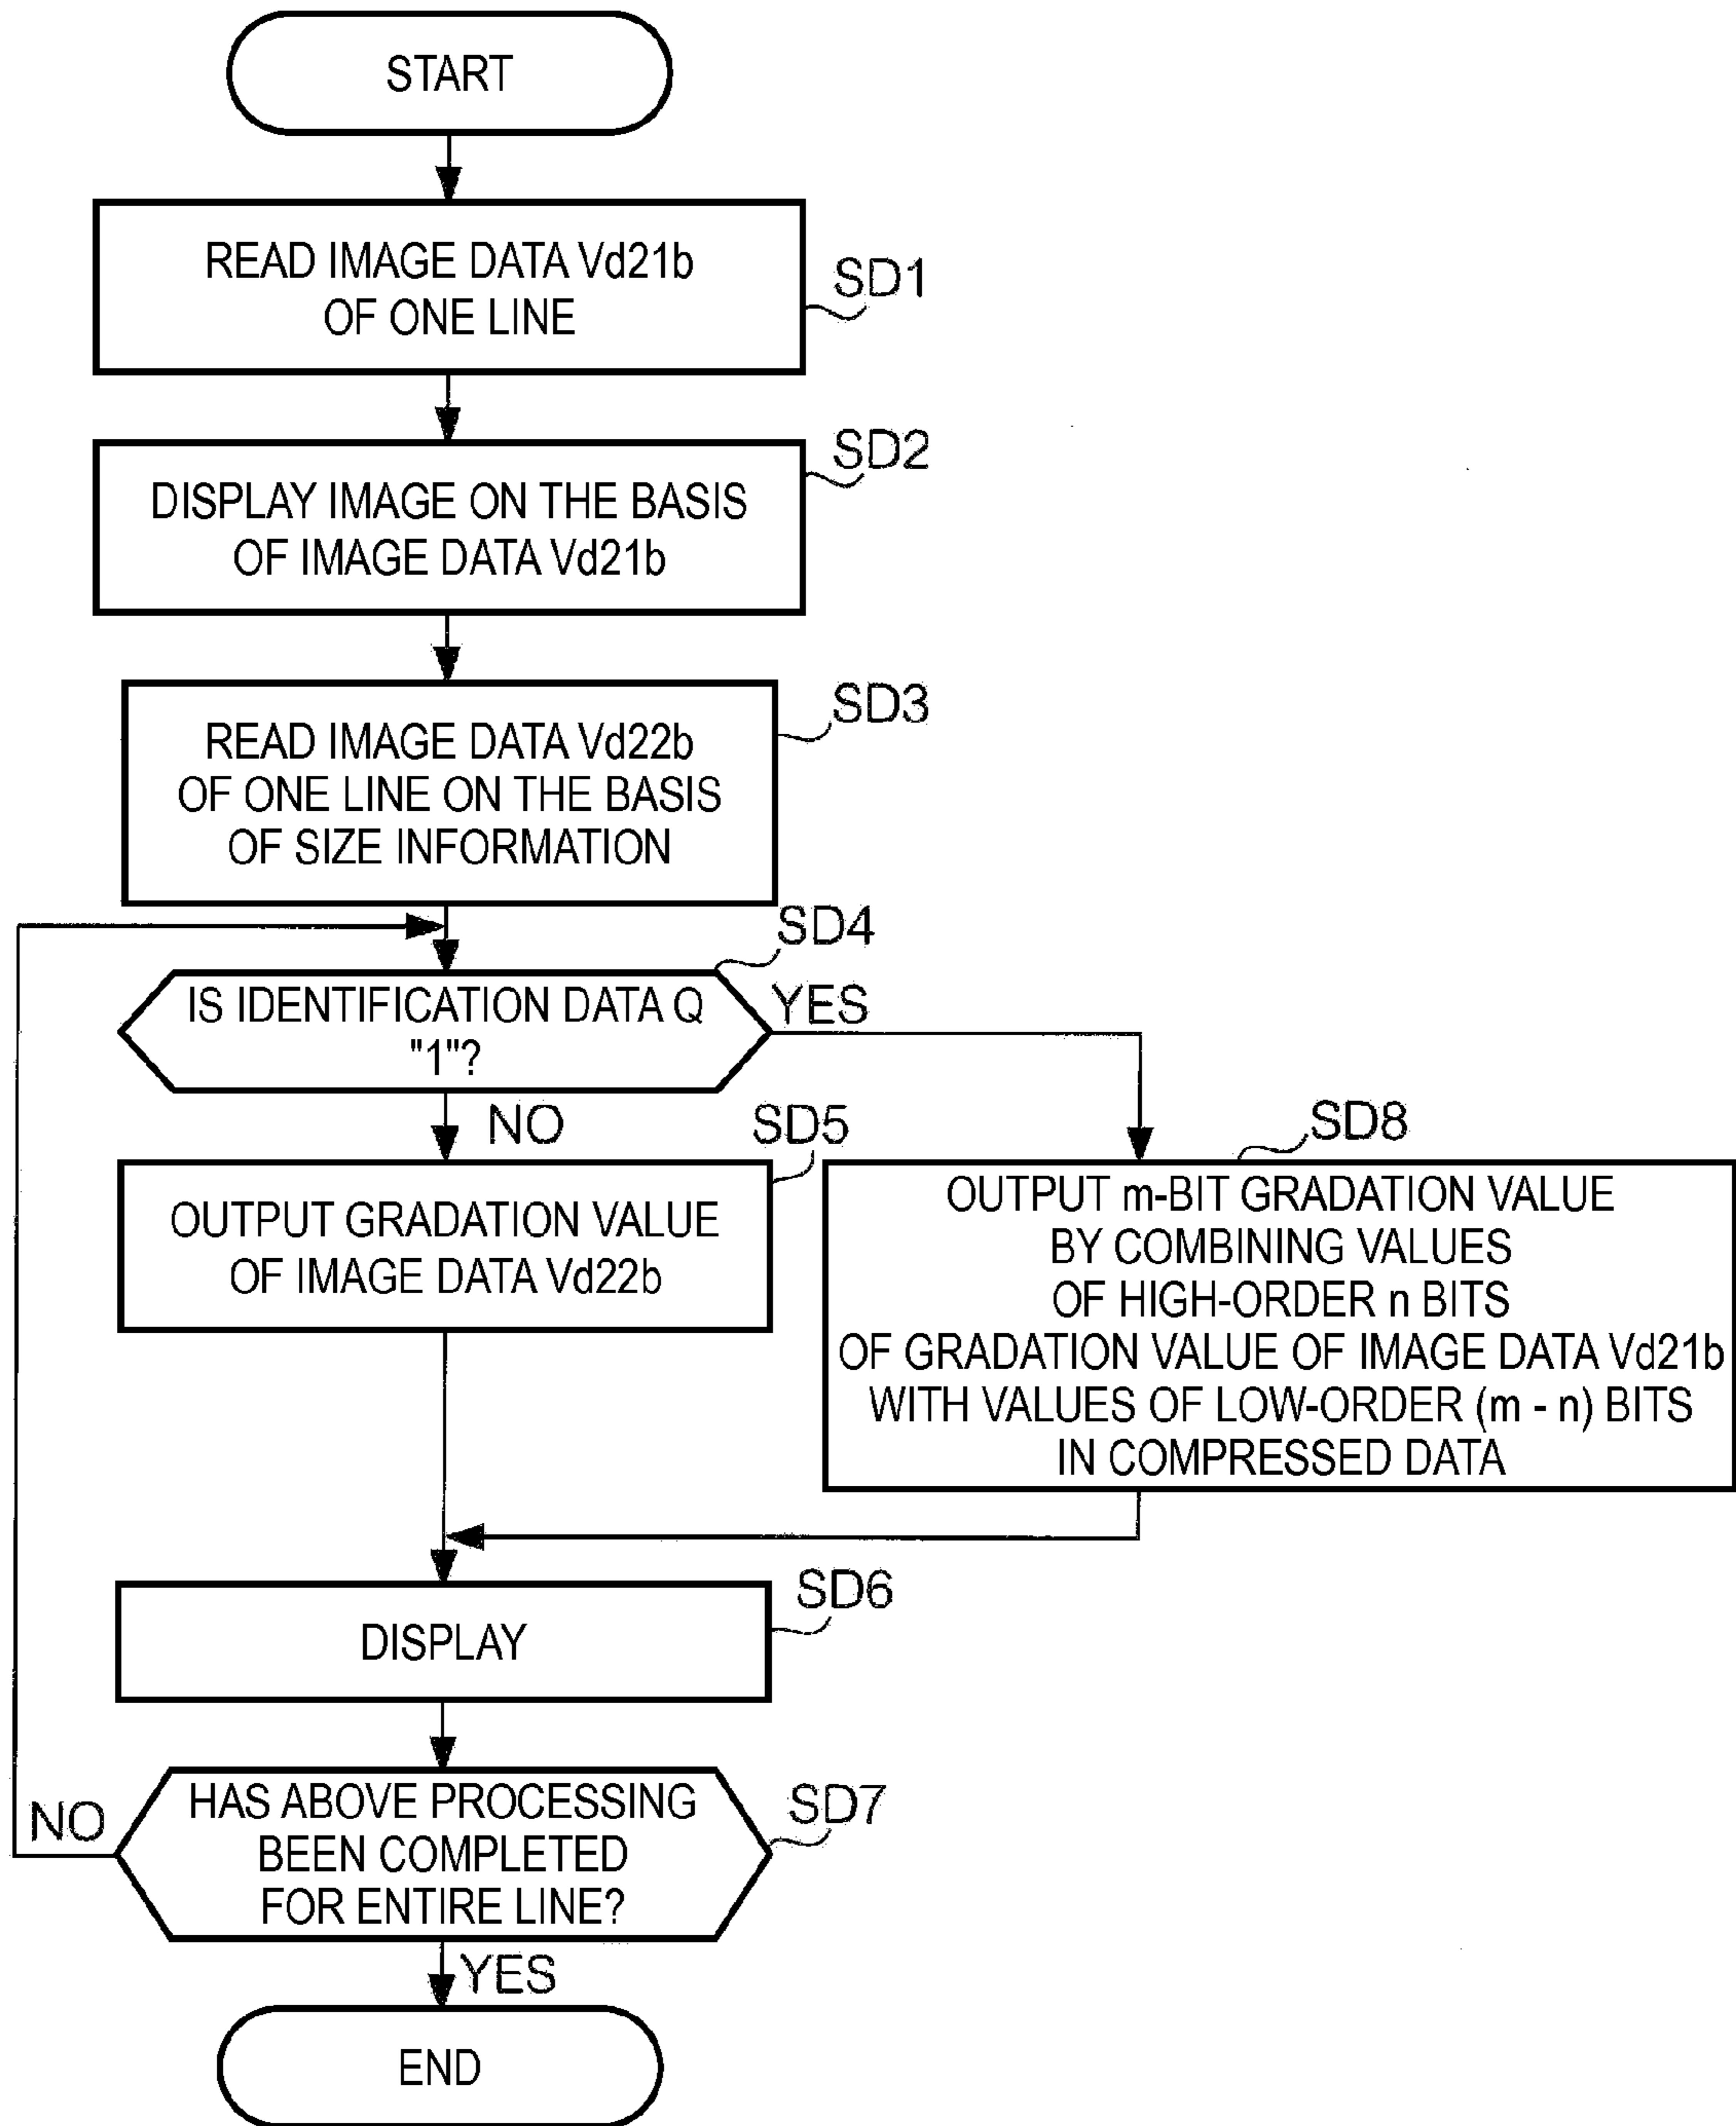 START
READ IMAGE DATA Vd21b
OF ONE LINE
SD1
DISPLAY IMAGE ON THE BASIS
OF IMAGE DATA Vd21b
SD2
READ IMAGE DATA Vd22b
OF ONE LINE ON THE BASIS
OF SIZE INFORMATION
SD3
IS IDENTIFICATION DATA Q
"1"?
SD4
YES
NO
OUTPUT GRADATION VALUE
OF IMAGE DATA Vd22b
SD5
OUTPUT m-BIT GRADATION VALUE
BY COMBINING VALUES
OF HIGH-ORDER n BITS
OF GRADATION VALUE OF IMAGE DATA Vd21b
WITH VALUES OF LOW-ORDER (m - n) BITS
IN COMPRESSED DATA
SD8
DISPLAY
SD6
HAS ABOVE PROCESSING
BEEN COMPLETED
FOR ENTIRE LINE?
SD7
NO
YES
END